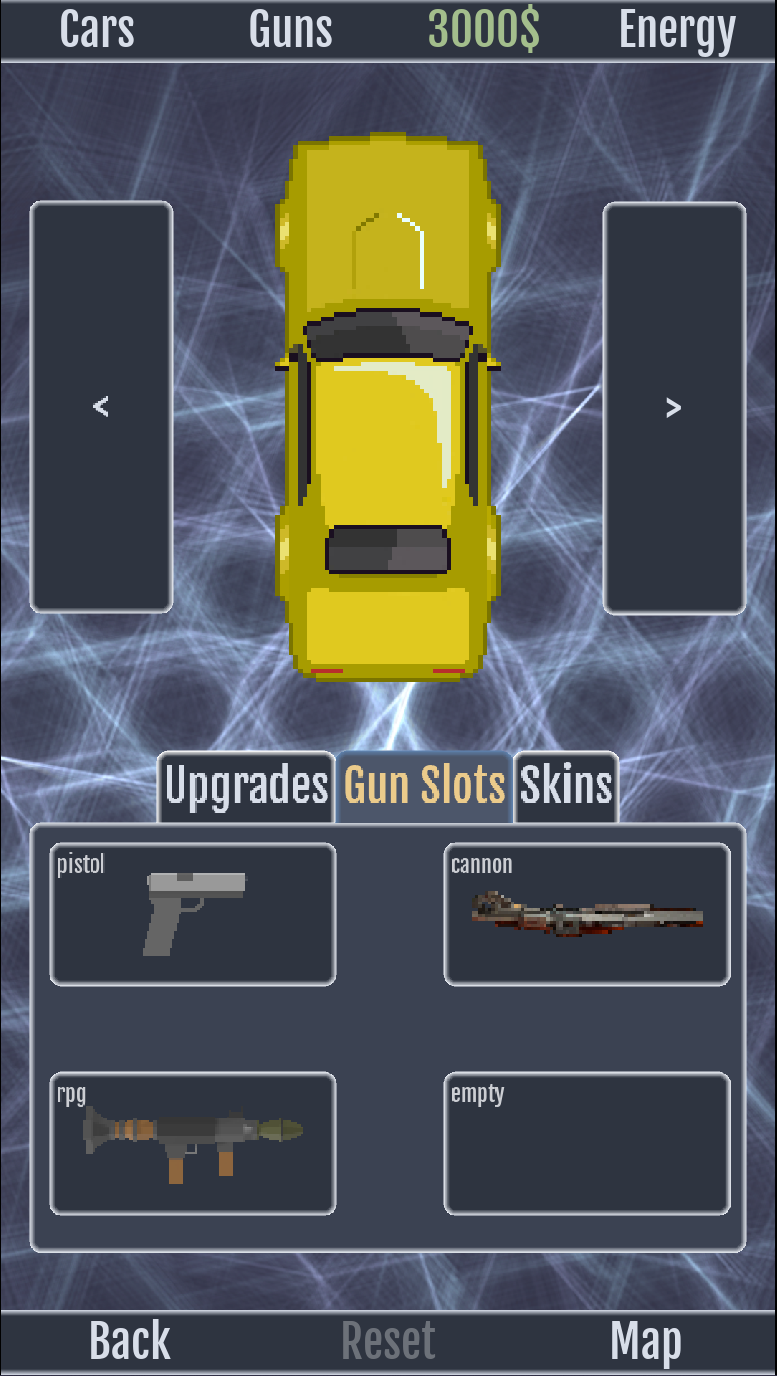 Cars Guns 3000$ Energy
<
>
Upgrades Gun Slots Skins
pistol
cannon
rpg
empty
Back Reset Map